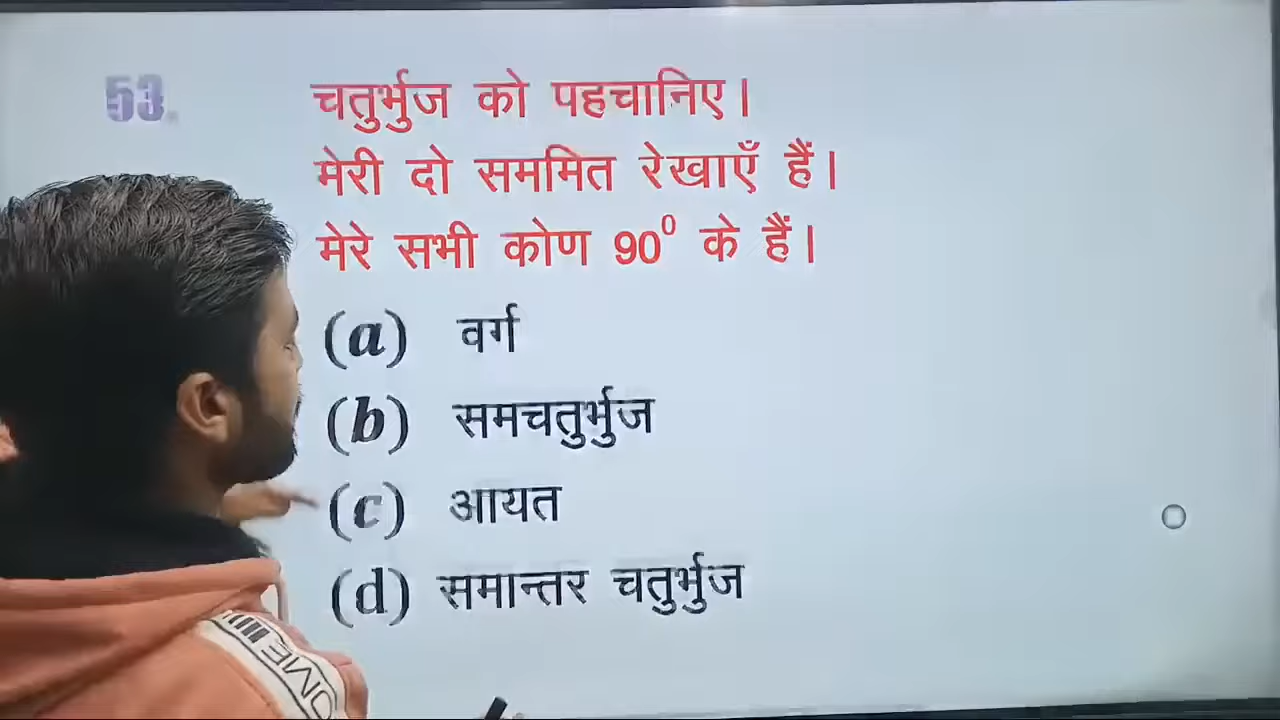 53. चतुर्भुज को पहचानिए।
मेरी दो सममित रेखाएँ हैं।
मेरे सभी कोण 90⁰ के हैं।
(a) वर्ग
(b) समचतुर्भुज
(c) आयत
(d) समान्तर चतुर्भुज